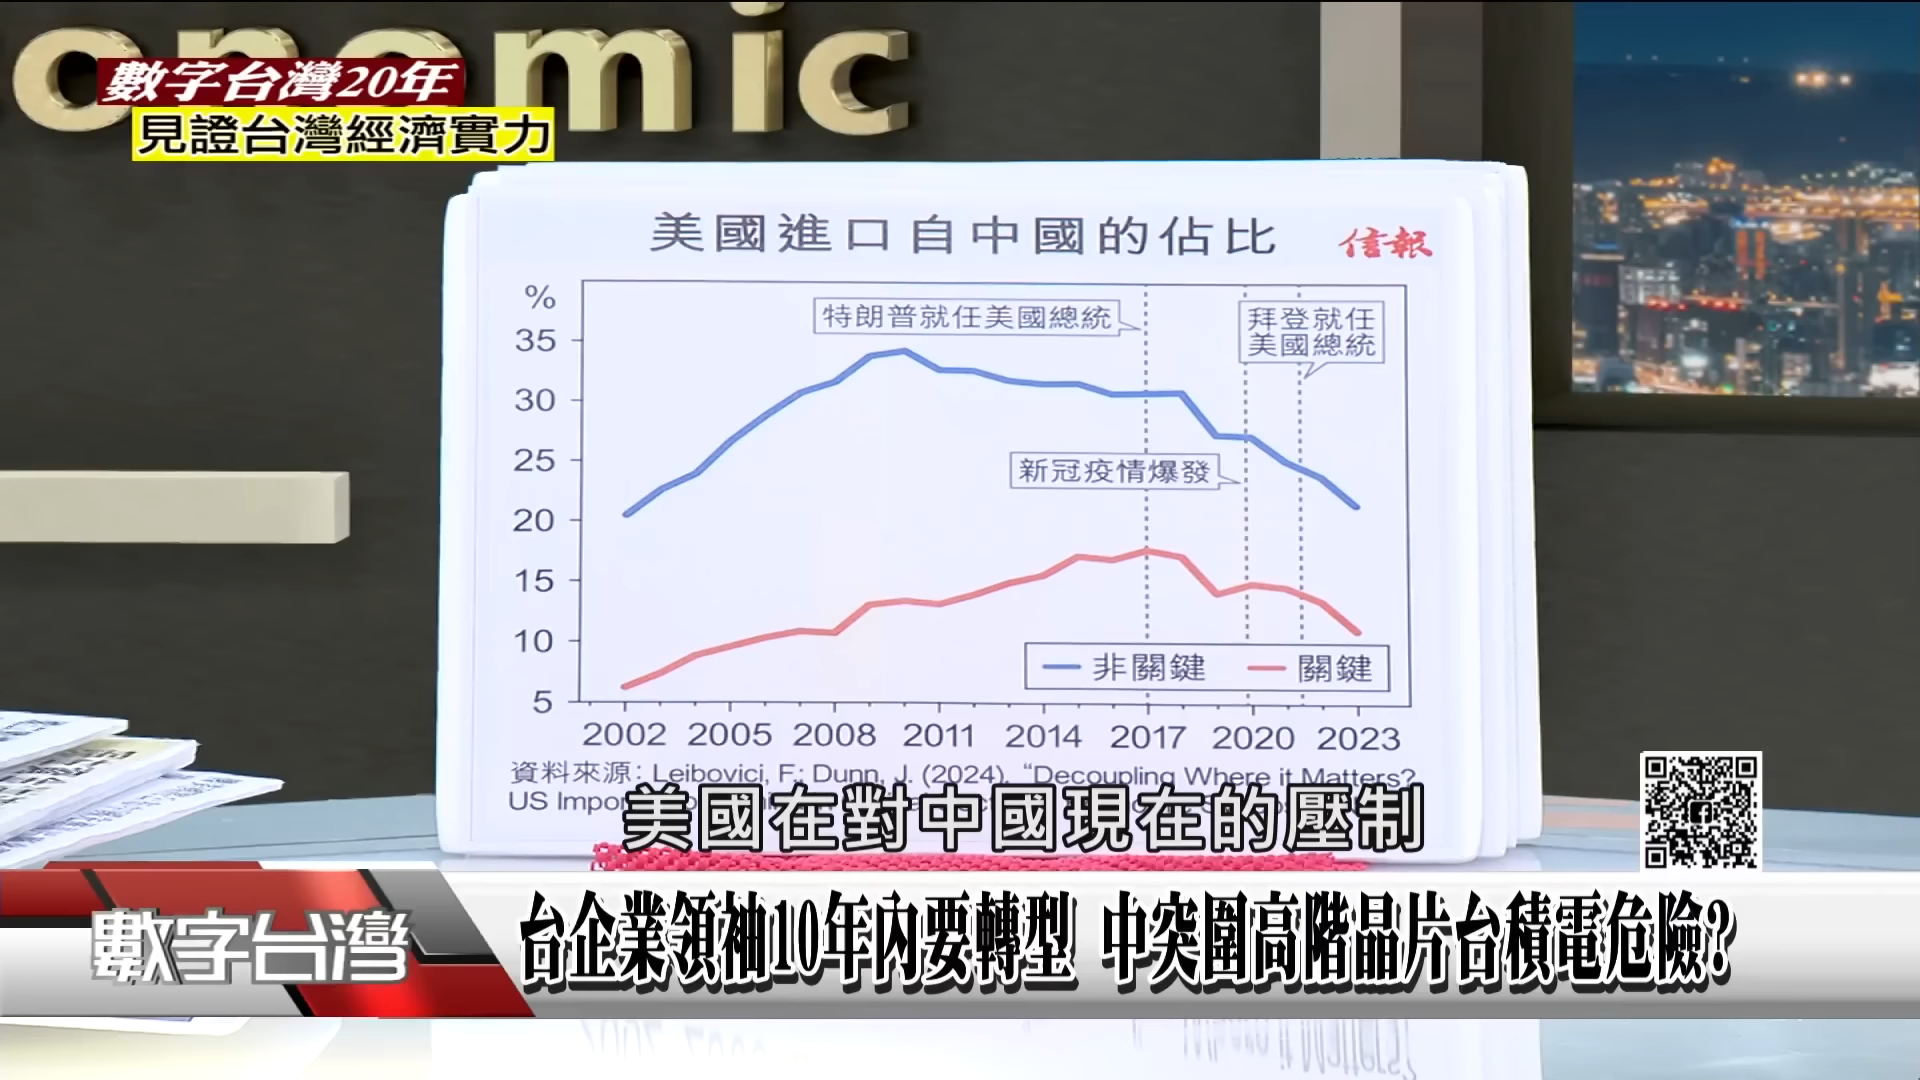 onomic
數字台灣20年
見證台灣經濟實力
美國進口自中國的佔比
信報
%
35
30
25
20
15
10
5
特朗普就任美國總統
拜登就任
美國總統
新冠疫情爆發
非關鍵
關鍵
2002 2005 2008 2011 2014 2017 2020 2023
資料來源：Leibovici, F.; Dunn, J. (2024). “Decoupling Where it Matters?
US Impor
美國在對中國現在的壓制
數字台灣
台企業領袖10年內要轉型 中突圍高階晶片台積電危險?